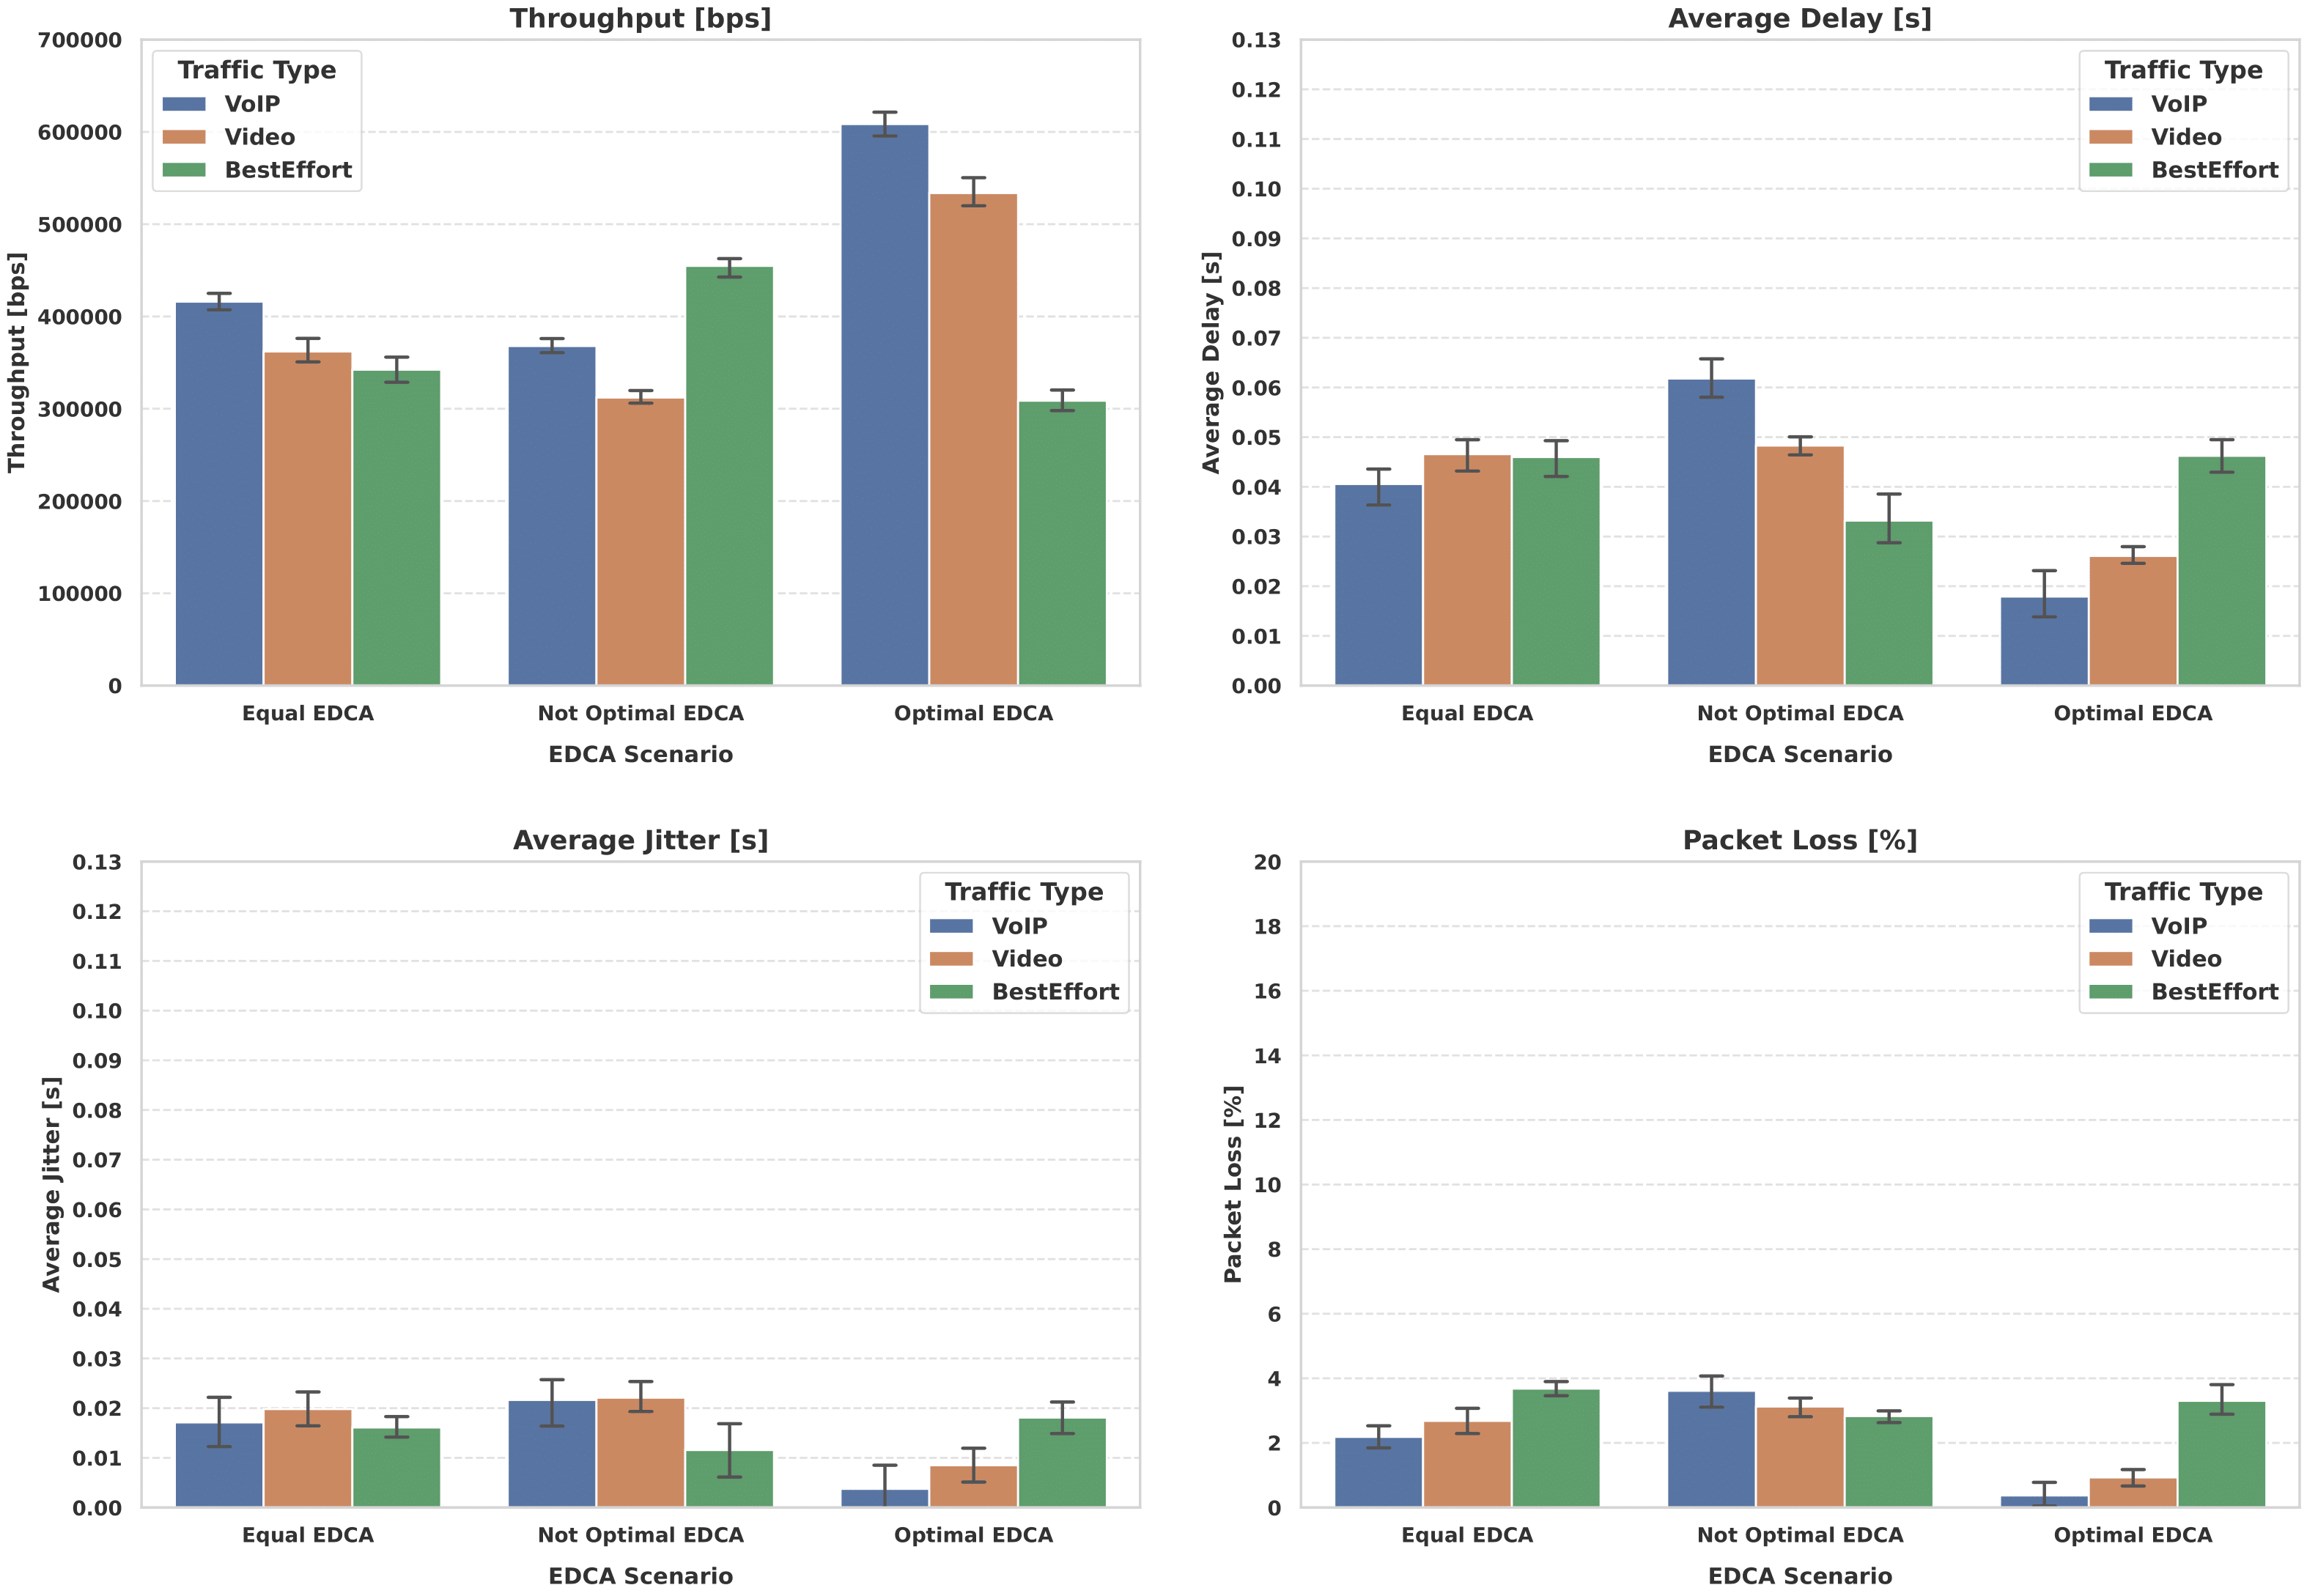 Throughput [bps]
700000
600000
500000
400000
300000
200000
100000
0
Throughput [bps]
Traffic Type
VoIP
Video
BestEffort
Equal EDCA
Not Optimal EDCA
Optimal EDCA
EDCA Scenario
Average Delay [s]
0.13
0.12
0.11
0.10
0.09
0.08
0.07
0.06
0.05
0.04
0.03
0.02
0.01
0.00
Average Delay [s]
Traffic Type
VoIP
Video
BestEffort
Equal EDCA
Not Optimal EDCA
Optimal EDCA
EDCA Scenario
Average Jitter [s]
0.13
0.12
0.11
0.10
0.09
0.08
0.07
0.06
0.05
0.04
0.03
0.02
0.01
0.00
Average Jitter [s]
Traffic Type
VoIP
Video
BestEffort
Equal EDCA
Not Optimal EDCA
Optimal EDCA
EDCA Scenario
Packet Loss [%]
20
18
16
14
12
10
8
6
4
2
0
Packet Loss [%]
Traffic Type
VoIP
Video
BestEffort
Equal EDCA
Not Optimal EDCA
Optimal EDCA
EDCA Scenario